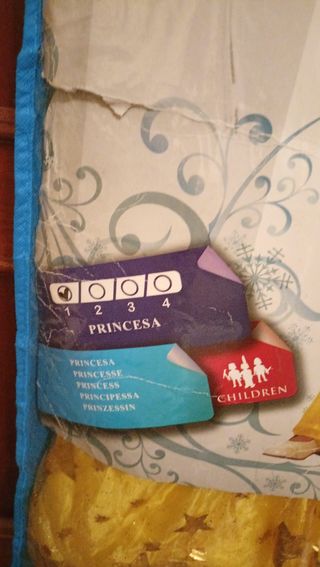 1 2 3 4
PRINCESA
PRINCESA
PRINCESSE
PRINCESS
PRINCIPESSA
PRINZESSIN
CHILDREN